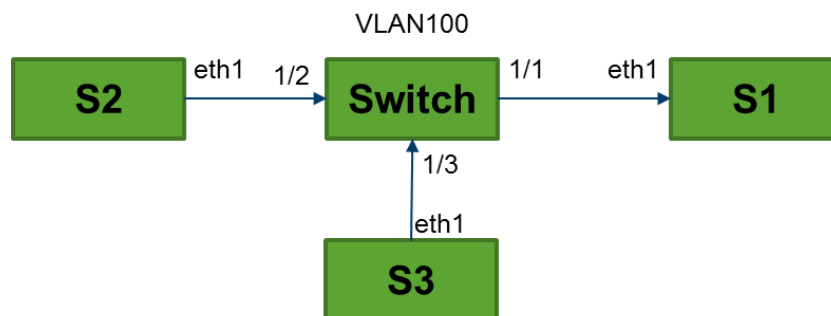 VLAN100
eth1
1/2
1/1
eth1
S2
Switch
S1
1/3
eth1
S3